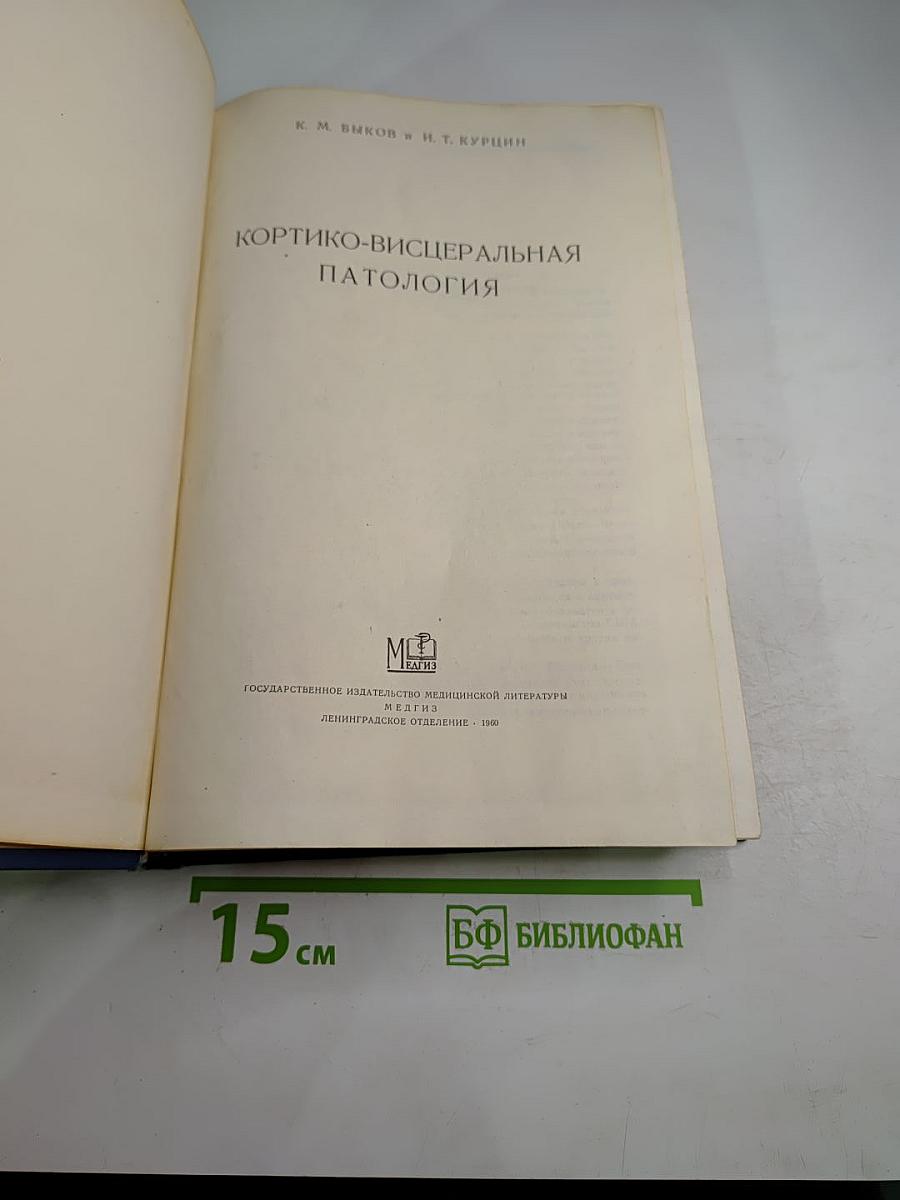 К. М. БЫКОВ и И. Т. КУРЦИН
КОРТИКО-ВИСЦЕРАЛЬНАЯ
ПАТОЛОГИЯ
МЕДГИЗ
ГОСУДАРСТВЕННОЕ ИЗДАТЕЛЬСТВО МЕДИЦИНСКОЙ ЛИТЕРАТУРЫ
МЕДГИЗ
ЛЕНИНГРАДСКОЕ ОТДЕЛЕНИЕ · 1960
15 см
БФ БИБЛИОФАН